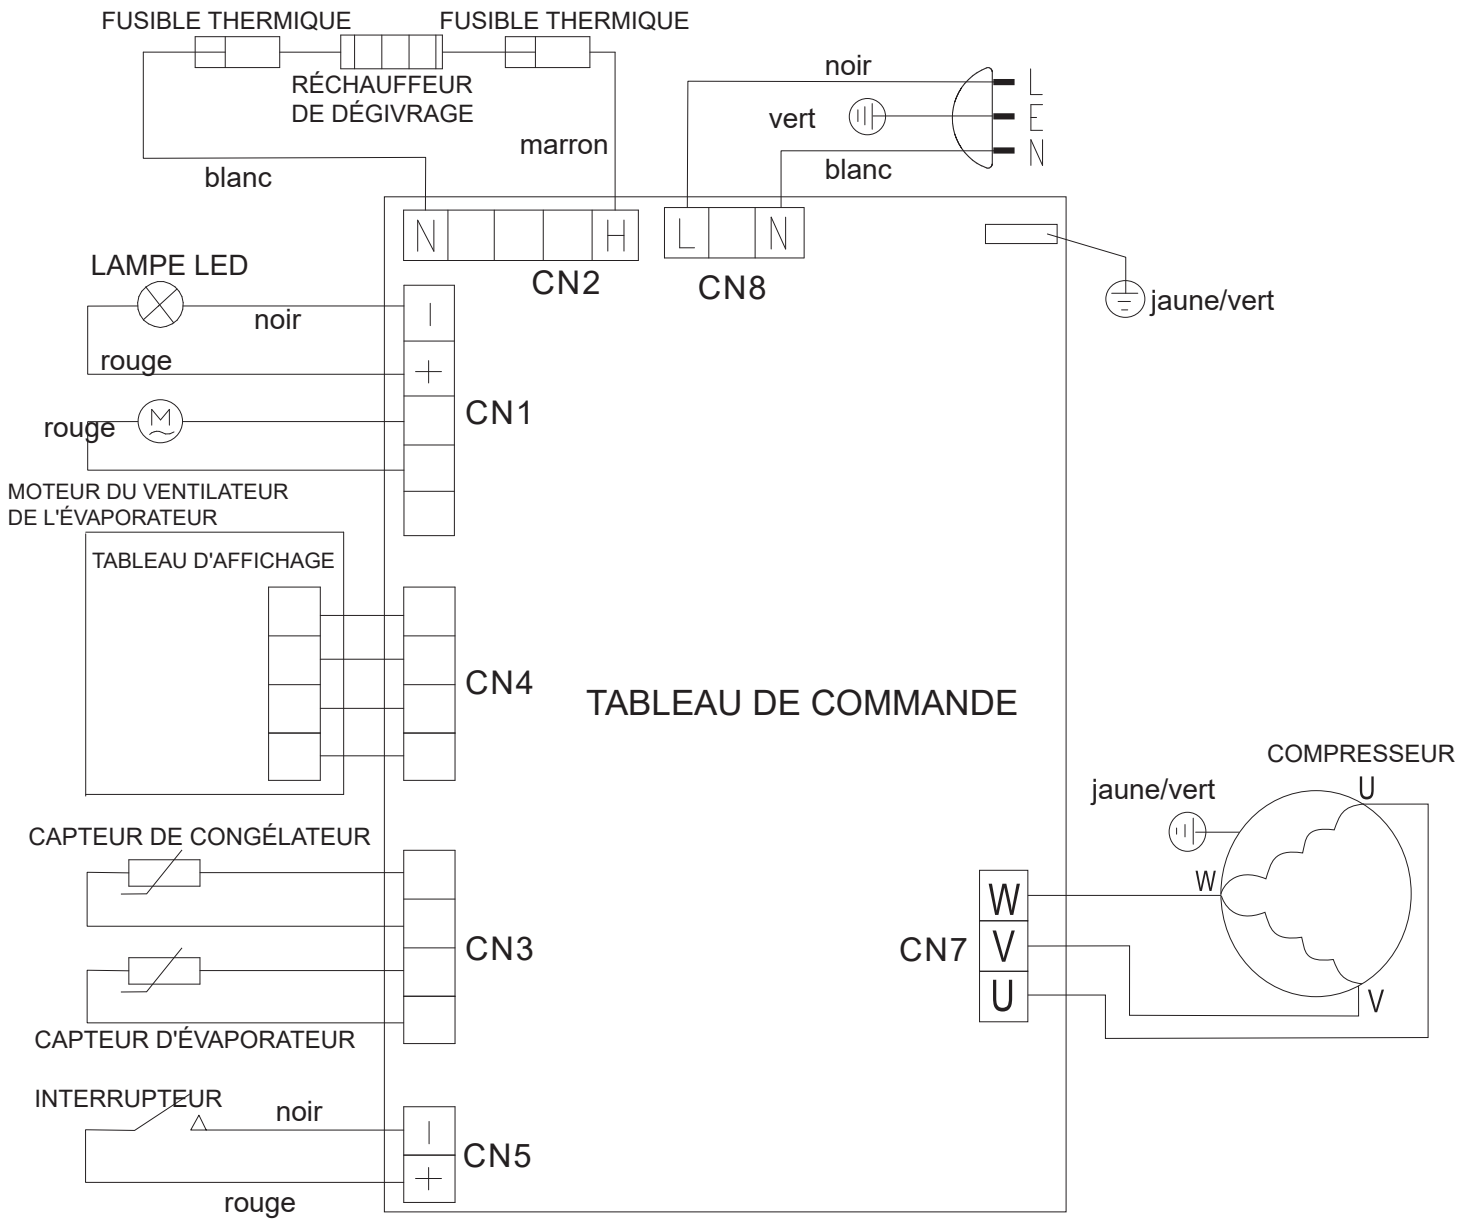 FUSIBLE THERMIQUE
FUSIBLE THERMIQUE
RÉCHAUFFEUR
DE DÉGIVRAGE
marron
blanc
noir
vert
blanc
L
E
N
N
H
CN2
L
N
CN8
jaune/vert
LAMPE LED
noir
rouge
—
+
CN1
M
rouge
MOTEUR DU VENTILATEUR
DE L'ÉVAPORATEUR
TABLEAU D'AFFICHAGE
CN4
TABLEAU DE COMMANDE
COMPRESSEUR
U
jaune/vert
W
V
CAPTEUR DE CONGÉLATEUR
CN3
CAPTEUR D'ÉVAPORATEUR
W
V
U
CN7
INTERRUPTEUR
noir
—
+
CN5
rouge